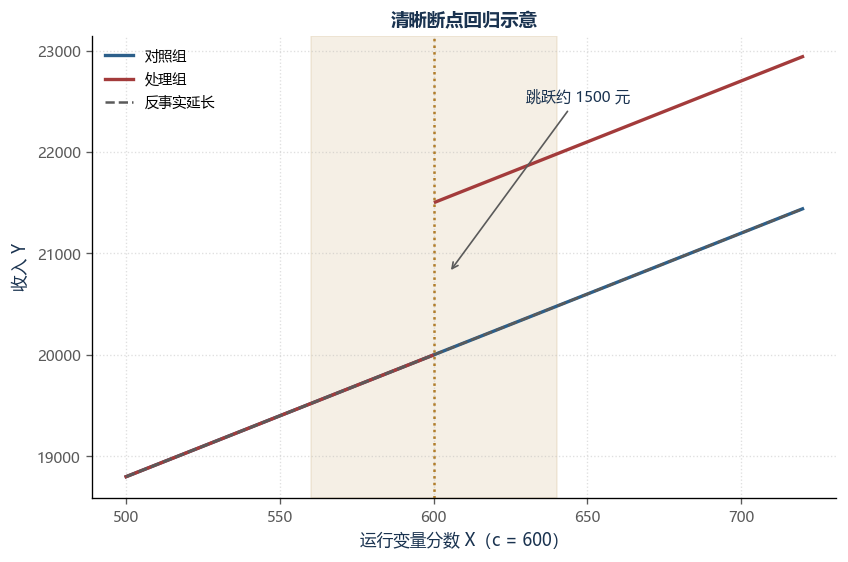 清晰断点回归示意
对照组
处理组
反事实延长
跳跃约 1500 元
收入 Y
23000
22000
21000
20000
19000
500 550 600 650 700
运行变量分数 X（c = 600）